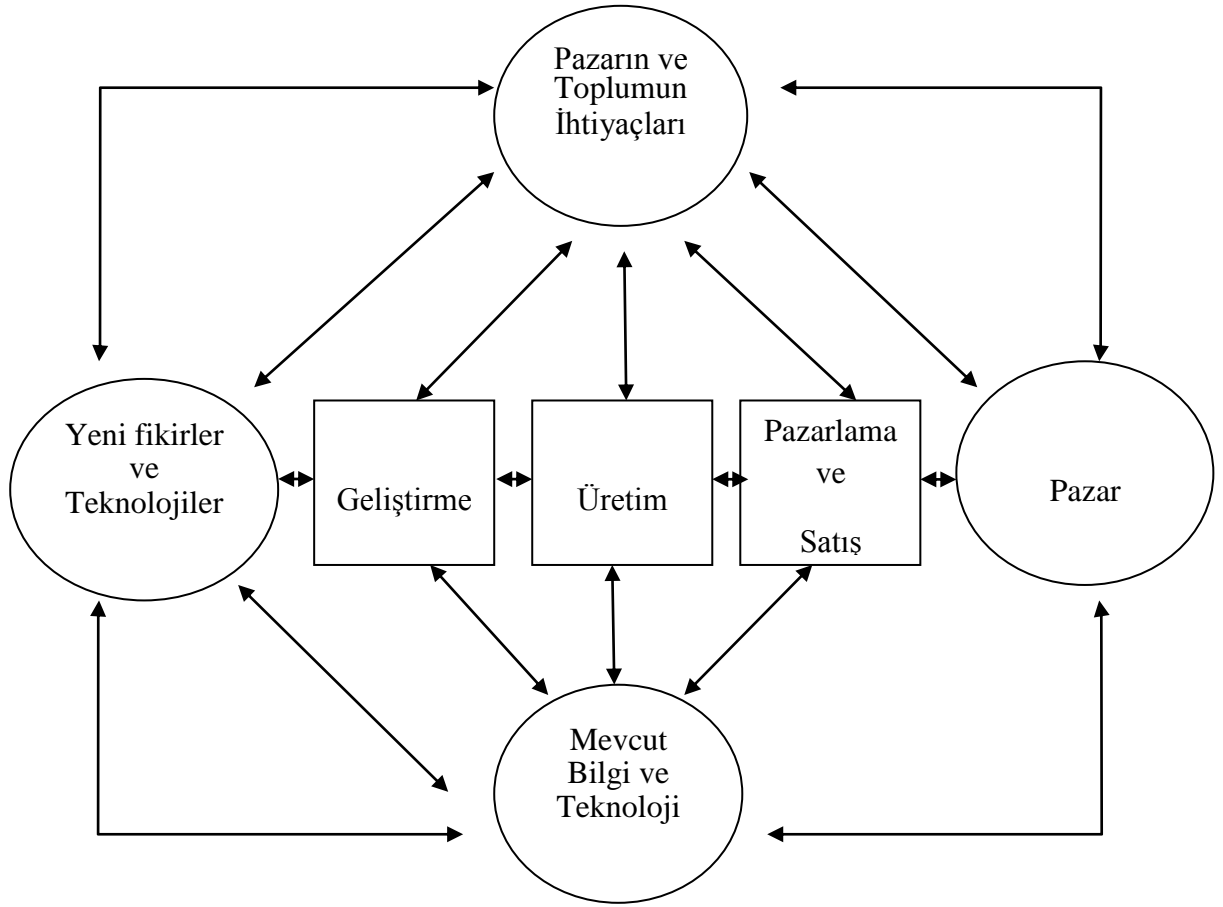 Pazarın ve
Toplumun
İhtiyaçları
Yeni fikirler
ve
Teknolojiler
Geliştirme
Üretim
Pazarlama
ve
Satış
Pazar
Mevcut
Bilgi ve
Teknoloji